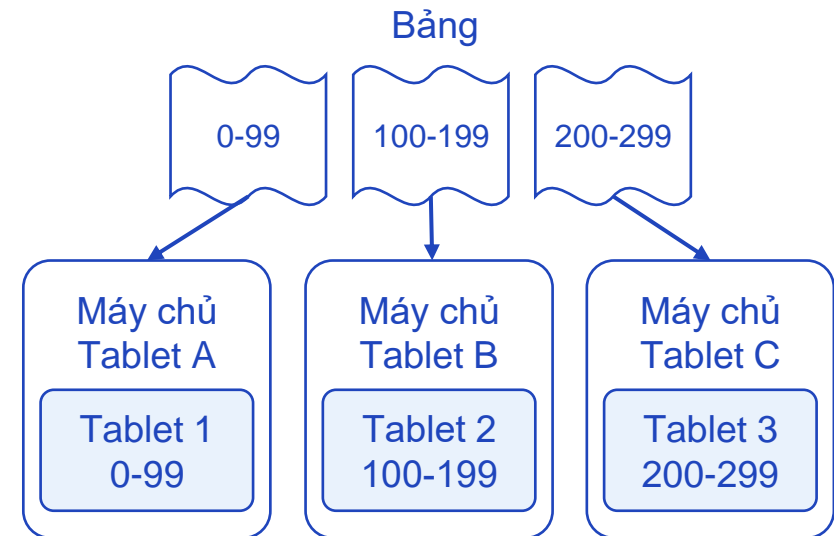 Bảng
0-99
100-199
200-299
Máy chủ
Tablet A
Tablet 1
0-99
Máy chủ
Tablet B
Tablet 2
100-199
Máy chủ
Tablet C
Tablet 3
200-299